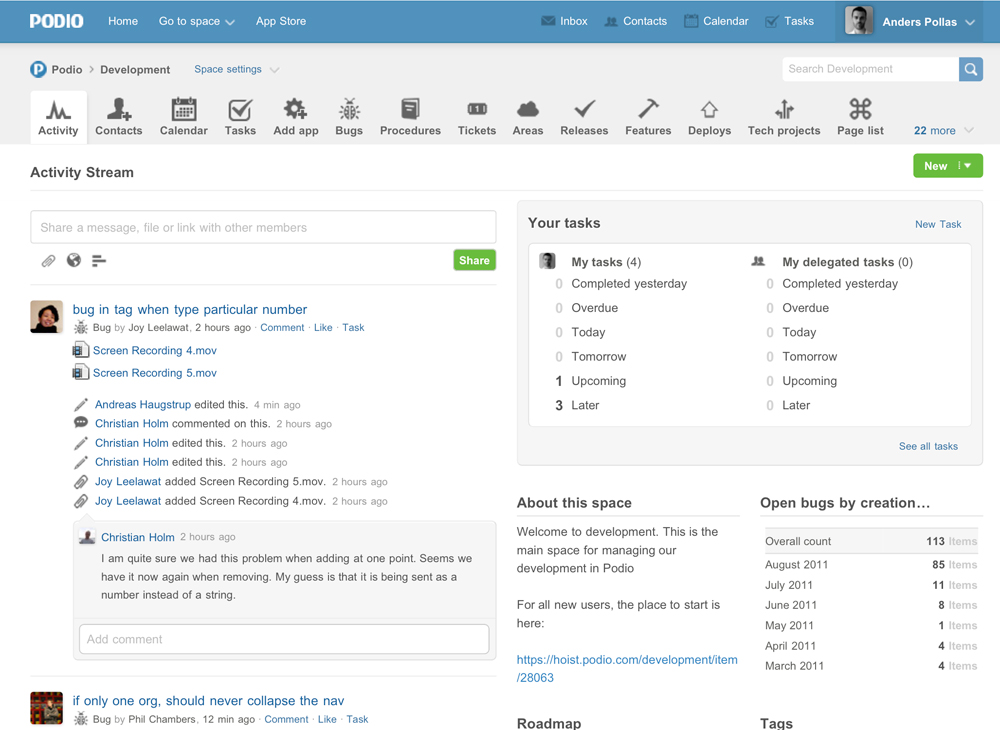 PODIO Home Go to space App Store Inbox Contacts Calendar Tasks Anders Pollas
Podio > Development Space settings Search Development
Activity Contacts Calendar Tasks Add app Bugs Procedures Tickets Areas Releases Features Deploys Tech projects Page list 22 more
Activity Stream
New
Share a message, file or link with other members
Share
bug in tag when type particular number
Bug by Joy Leelawat, 2 hours ago · Comment · Like · Task
Screen Recording 4.mov
Screen Recording 5.mov
Andreas Haugstrup edited this. 4 min ago
Christian Holm commented on this. 2 hours ago
Christian Holm edited this. 2 hours ago
Christian Holm edited this. 2 hours ago
Joy Leelawat added Screen Recording 5.mov. 2 hours ago
Joy Leelawat added Screen Recording 4.mov. 2 hours ago
Christian Holm 2 hours ago
I am quite sure we had this problem when adding at one point. Seems we
have it now again when removing. My guess is that it is being sent as a
number instead of a string.
Add comment
if only one org, should never collapse the nav
Bug by Phil Chambers, 12 min ago · Comment · Like · Task
Your tasks
New Task
My tasks (4)
0 Completed yesterday
0 Overdue
0 Today
0 Tomorrow
1 Upcoming
3 Later
My delegated tasks (0)
0 Completed yesterday
0 Overdue
0 Today
0 Tomorrow
0 Upcoming
0 Later
See all tasks
About this space
Welcome to development. This is the
main space for managing our
development in Podio
For all new users, the place to start is
here:
https://hoist.podio.com/development/item
/28063
Roadmap
Open bugs by creation...
Overall count 113 Items
August 2011 85 Items
July 2011 11 Items
June 2011 8 Items
May 2011 1 Items
April 2011 4 Items
March 2011 4 Items
Tags